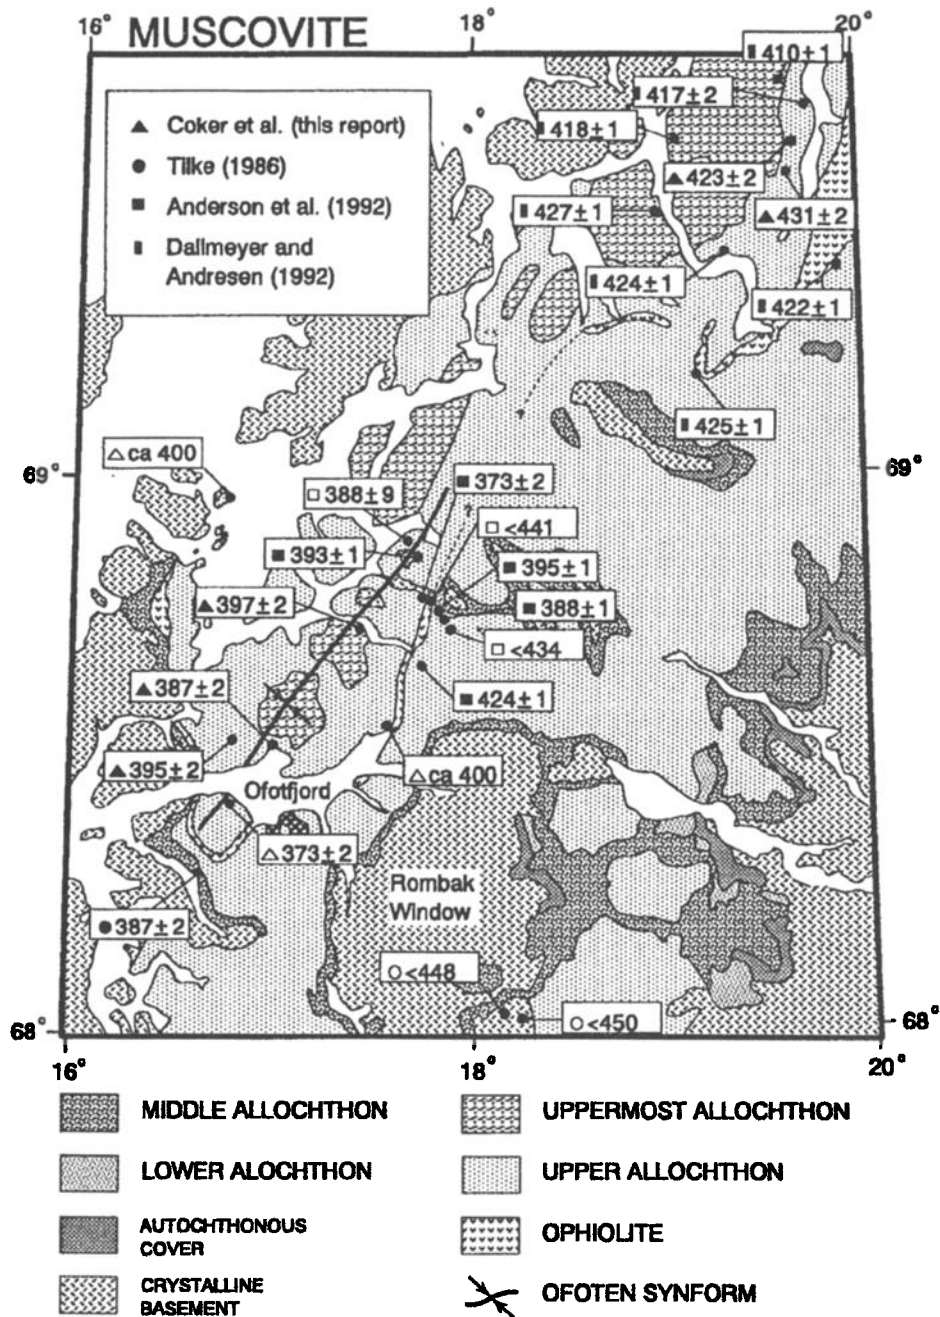 16°
MUSCOVITE
18°
20°
▲ Coker et al. (this report)
● Tilke (1986)
■ Anderson et al. (1992)
▮ Dallmeyer and
Andresen (1992)
▮ 410±1
▮ 417±2
▮ 418±1
▲ 423±2
▮ 427±1
▲ 431±2
▮ 424±1
▮ 422±1
▮ 425±1
△ ca 400
69°
69°
□ 388±9
■ 373±2
?
□ <441
■ 393±1
■ 395±1
▲ 397±2
■ 388±1
□ <434
▲ 387±2
■ 424±1
▲ 395±2
△ ca 400
Ofotfjord
△ 373±2
Rombak
Window
● 387±2
○ <448
○ <450
68°
68°
16°
18°
20°
MIDDLE ALLOCHTHON
UPPERMOST ALLOCHTHON
LOWER ALOCHTHON
UPPER ALLOCHTHON
AUTOCHTHONOUS
COVER
OPHIOLITE
CRYSTALLINE
BASEMENT
OFOTEN SYNFORM